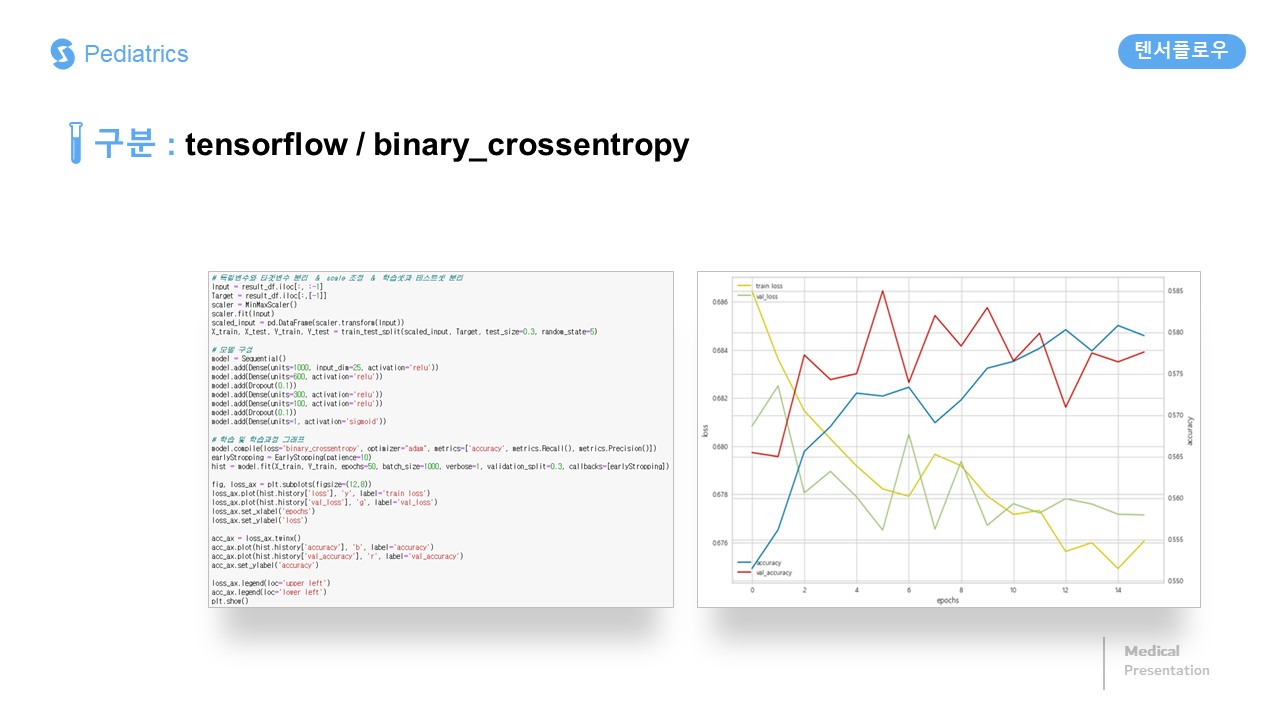 Pediatrics
텐서플로우
구분 : tensorflow / binary_crossentropy
# 독립변수와 타겟변수 분리 & scale 조정 & 학습셋과 테스트셋 분리
Input = result_df.iloc[:, :-1]
Target = result_df.iloc[:,[-1]]
scaler = MinMaxScaler()
scaler.fit(Input)
scaled_input = pd.DataFrame(scaler.transform(Input))
X_train, X_test, Y_train, Y_test = train_test_split(scaled_input, Target, test_size=0.3, random_state=5)
# 모델 구성
model = Sequential()
model.add(Dense(units=1000, input_dim=25, activation='relu'))
model.add(Dense(units=600, activation='relu'))
model.add(Dropout(0.1))
model.add(Dense(units=300, activation='relu'))
model.add(Dense(units=100, activation='relu'))
model.add(Dropout(0.1))
model.add(Dense(units=1, activation='sigmoid'))
# 학습 및 학습과정 그래프
model.compile(loss='binary_crossentropy', optimizer="adam", metrics=['accuracy', metrics.Recall(), metrics.Precision()])
earlyStropping = EarlyStopping(patience=10)
hist = model.fit(X_train, Y_train, epochs=50, batch_size=1000, verbose=1, validation_split=0.3, callbacks=[earlyStropping])
fig, loss_ax = plt.subplots(figsize=(12,8))
loss_ax.plot(hist.history['loss'], 'y', label='train loss')
loss_ax.plot(hist.history['val_loss'], 'g', label='val_loss')
loss_ax.set_xlabel('epochs')
loss_ax.set_ylabel('loss')
acc_ax = loss_ax.twinx()
acc_ax.plot(hist.history['accuracy'], 'b', label='accuracy')
acc_ax.plot(hist.history['val_accuracy'], 'r', label='val_accuracy')
acc_ax.set_ylabel('accuracy')
loss_ax.legend(loc='upper left')
acc_ax.legend(loc='lower left')
plt.show()
train loss
val_loss
0.686
0.684
0.682
0.680
0.678
0.676
loss
0.585
0.580
0.575
0.570
0.565
0.560
0.555
0.550
accuracy
accuracy
val_accuracy
0 2 4 6 8 10 12 14
epochs
Medical
Presentation